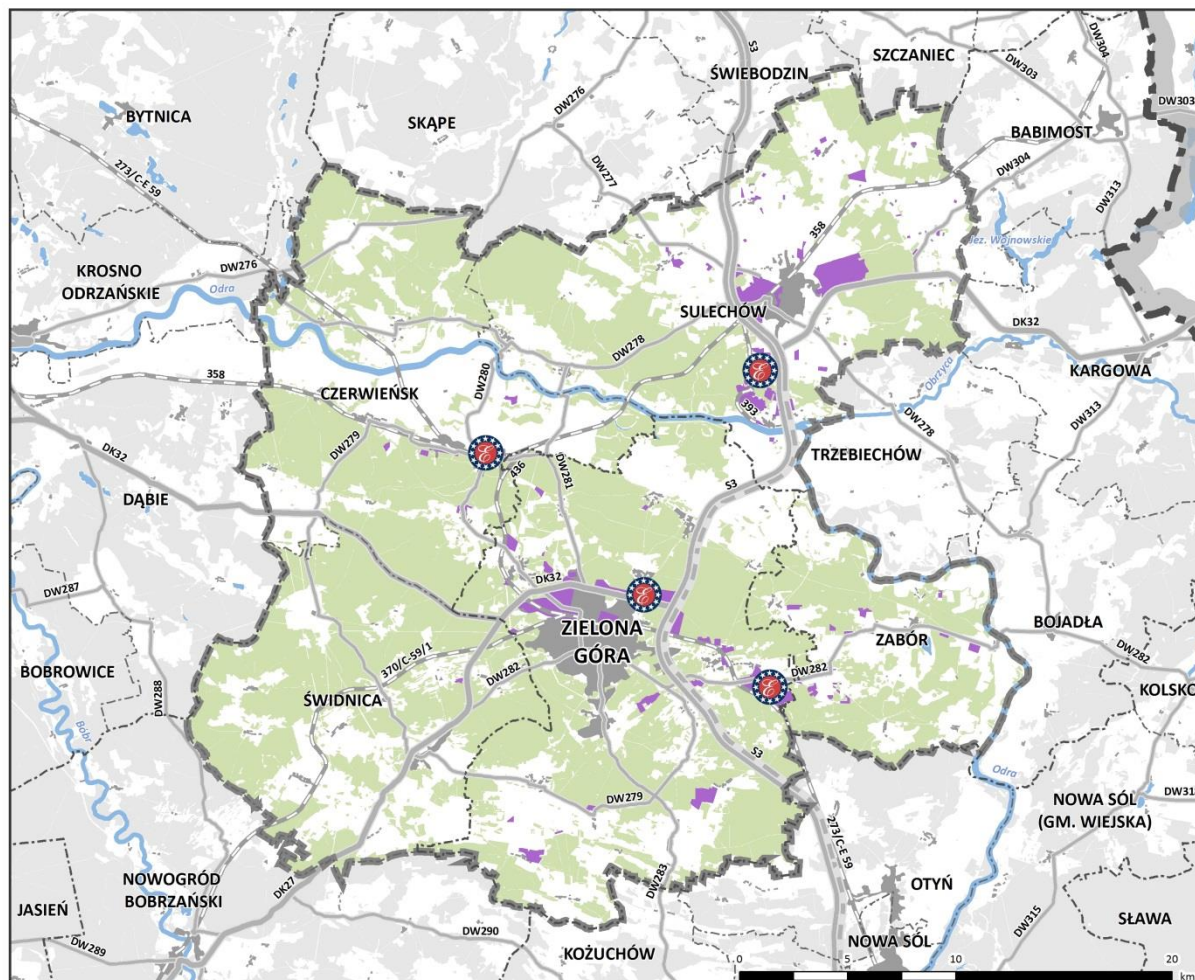 SZCZANIEC
ŚWIEBODZIN
S3
DW303
DW304
DW276
BYTNICA
SKĄPE
BABIMOST
DW303
273/C-E 59
DW277
DW304
358
DW313
Jez. Wojnowskie
KROSNO
ODRZAŃSKIE
DW276
Odra
SULECHÓW
DK32
DW278
Obrzyca
KARGOWA
358
CZERWIEŃSK
DW280
E
393
DW313
DW278
DW279
E
436
DW281
TRZEBIECHÓW
DK32
DĄBIE
S3
DW287
DK32
E
ZIELONA
GÓRA
ZABÓR
BOJADŁA
BOBROWICE
370/C-59/1
DW282
DW282
DW282
E
KOLSKO
DW288
ŚWIDNICA
Bóbr
S3
Odra
DW279
NOWA SÓL
(GM. WIEJSKA)
273/C-E 59
DW283
NOWOGRÓD
BOBRZAŃSKI
DK27
OTYŃ
JASIEŃ
DW315
SŁAWA
DW289
DW290
KOŻUCHÓW
NOWA SÓL
0
5
10
20
km